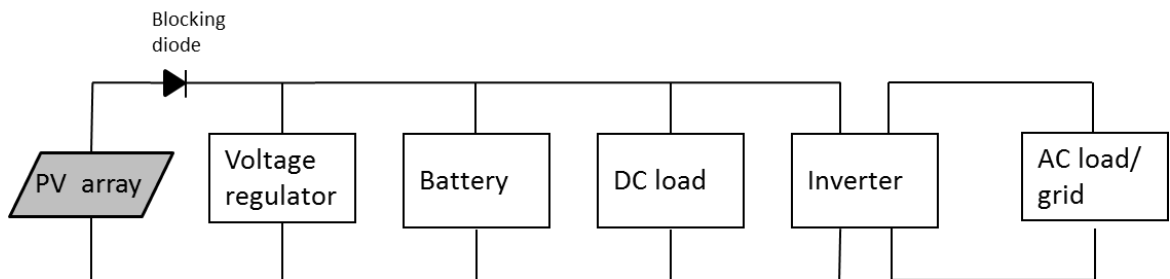 Blocking
diode
PV array
Voltage
regulator
Battery
DC load
Inverter
AC load/
grid